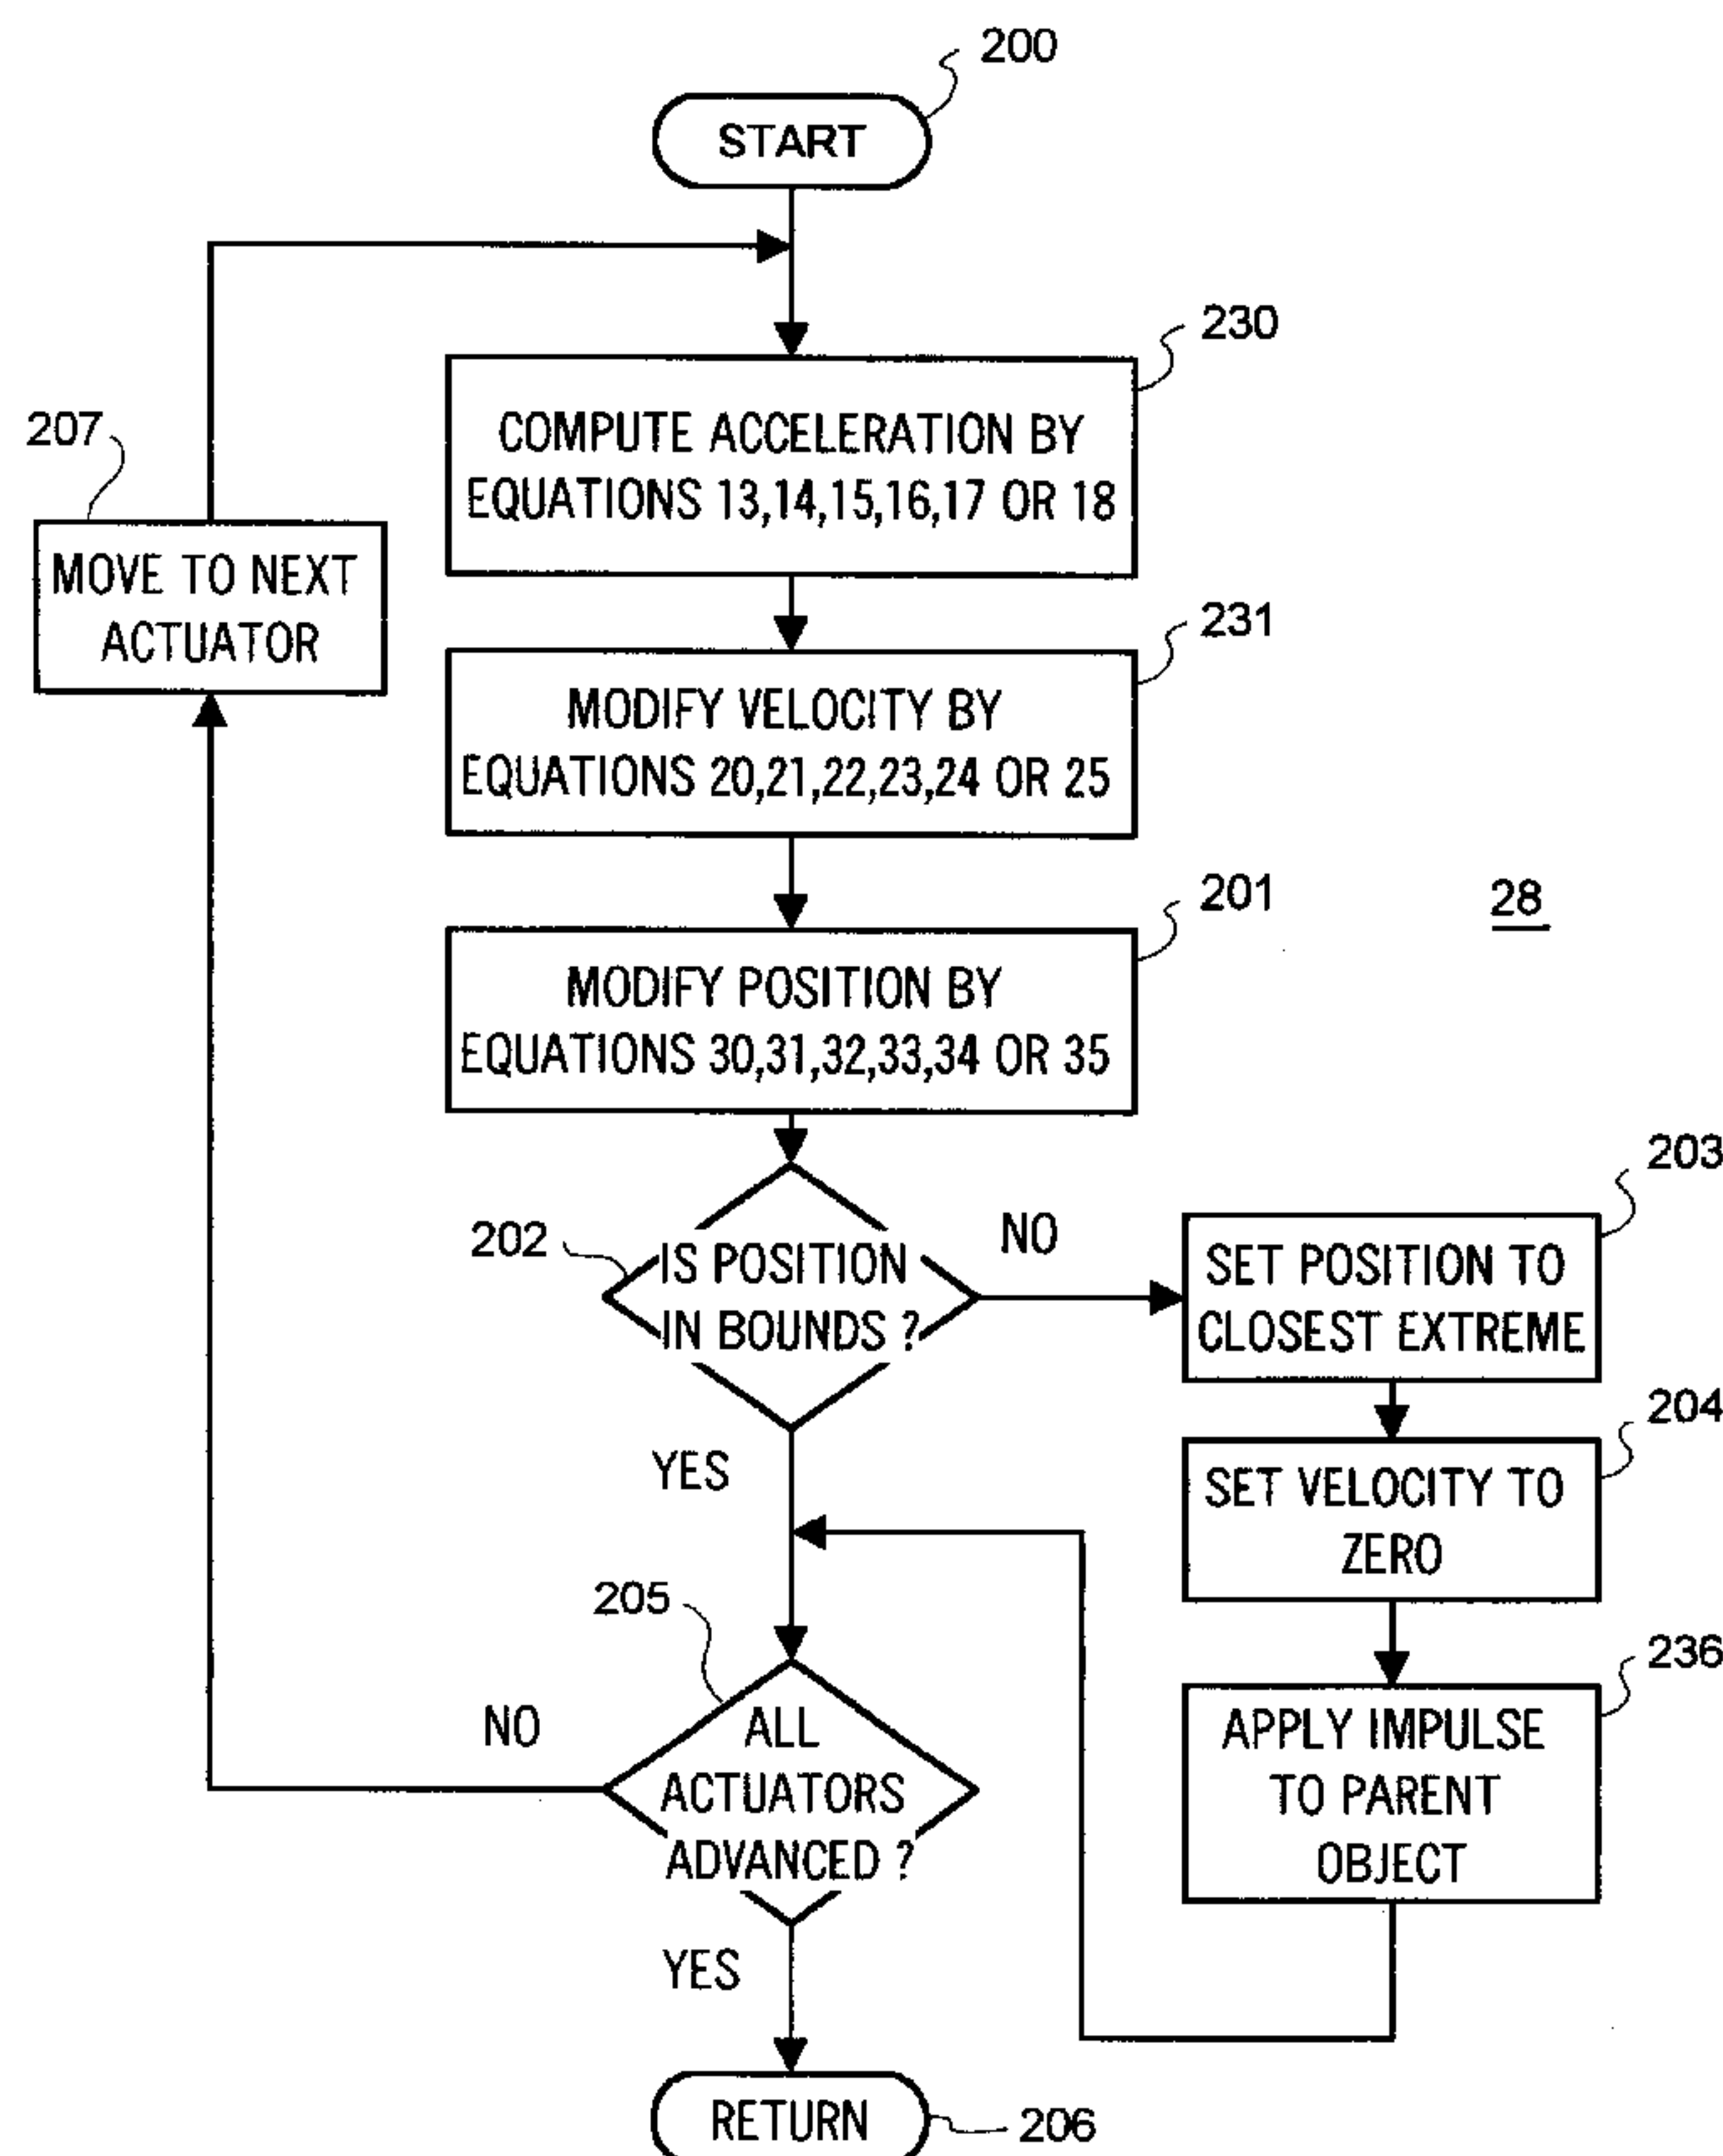 200
START
230
COMPUTE ACCELERATION BY
EQUATIONS 13,14,15,16,17 OR 18
207
MOVE TO NEXT
ACTUATOR
231
MODIFY VELOCITY BY
EQUATIONS 20,21,22,23,24 OR 25
201
28
MODIFY POSITION BY
EQUATIONS 30,31,32,33,34 OR 35
202
IS POSITION
IN BOUNDS ?
NO
203
SET POSITION TO
CLOSEST EXTREME
YES
204
SET VELOCITY TO
ZERO
205
236
NO
ALL
ACTUATORS
ADVANCED ?
APPLY IMPULSE
TO PARENT
OBJECT
YES
RETURN
206